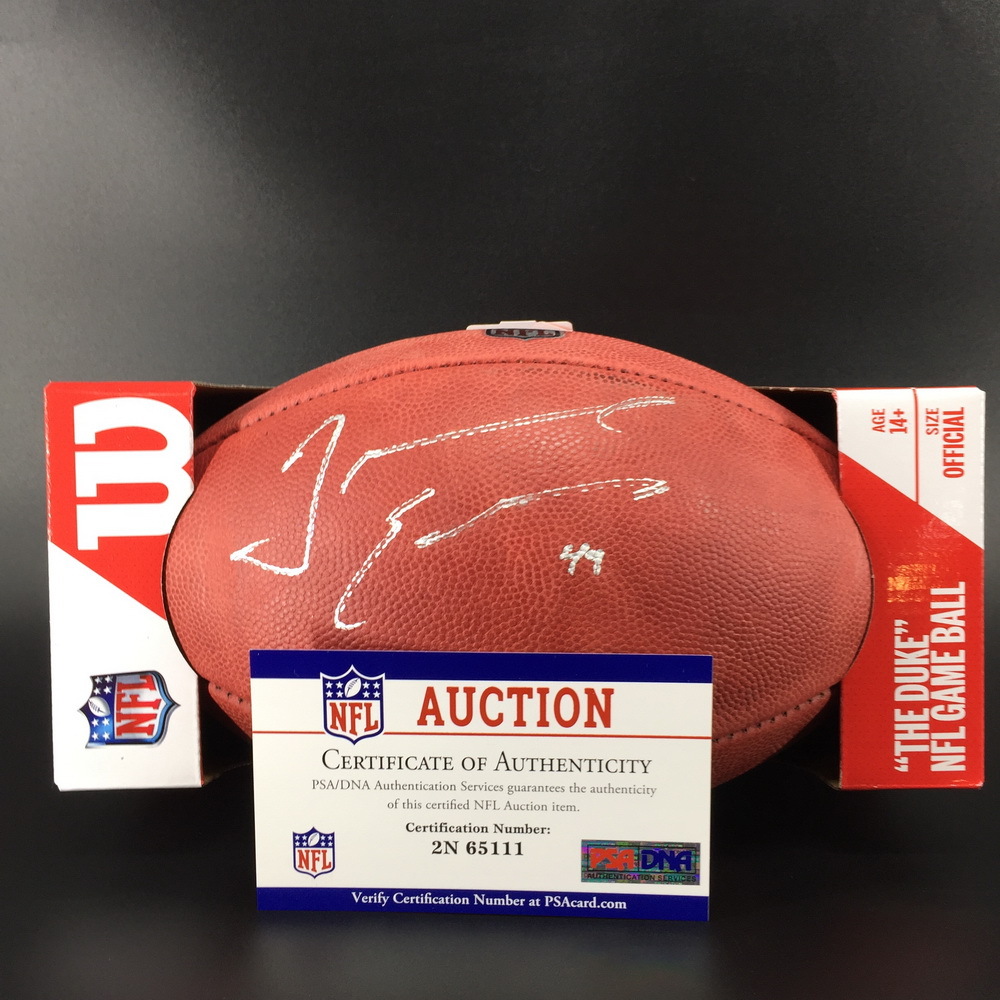 NFL
W
AGE
14+
SIZE
OFFICIAL
49
"THE DUKE"
NFL GAME BALL
NFL
NFL
AUCTION
CERTIFICATE OF AUTHENTICITY
PSA/DNA Authentication Services guarantees the authenticity
of this certified NFL Auction item.
Certification Number:
2N 65111
NFL
PSA DNA
AUTHENTICATION SERVICES
Verify Certification Number at PSAcard.com